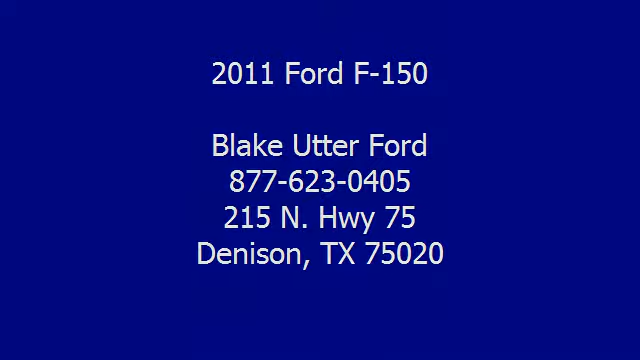 2011 Ford F-150
Blake Utter Ford
877-623-0405
215 N. Hwy 75
Denison, TX 75020